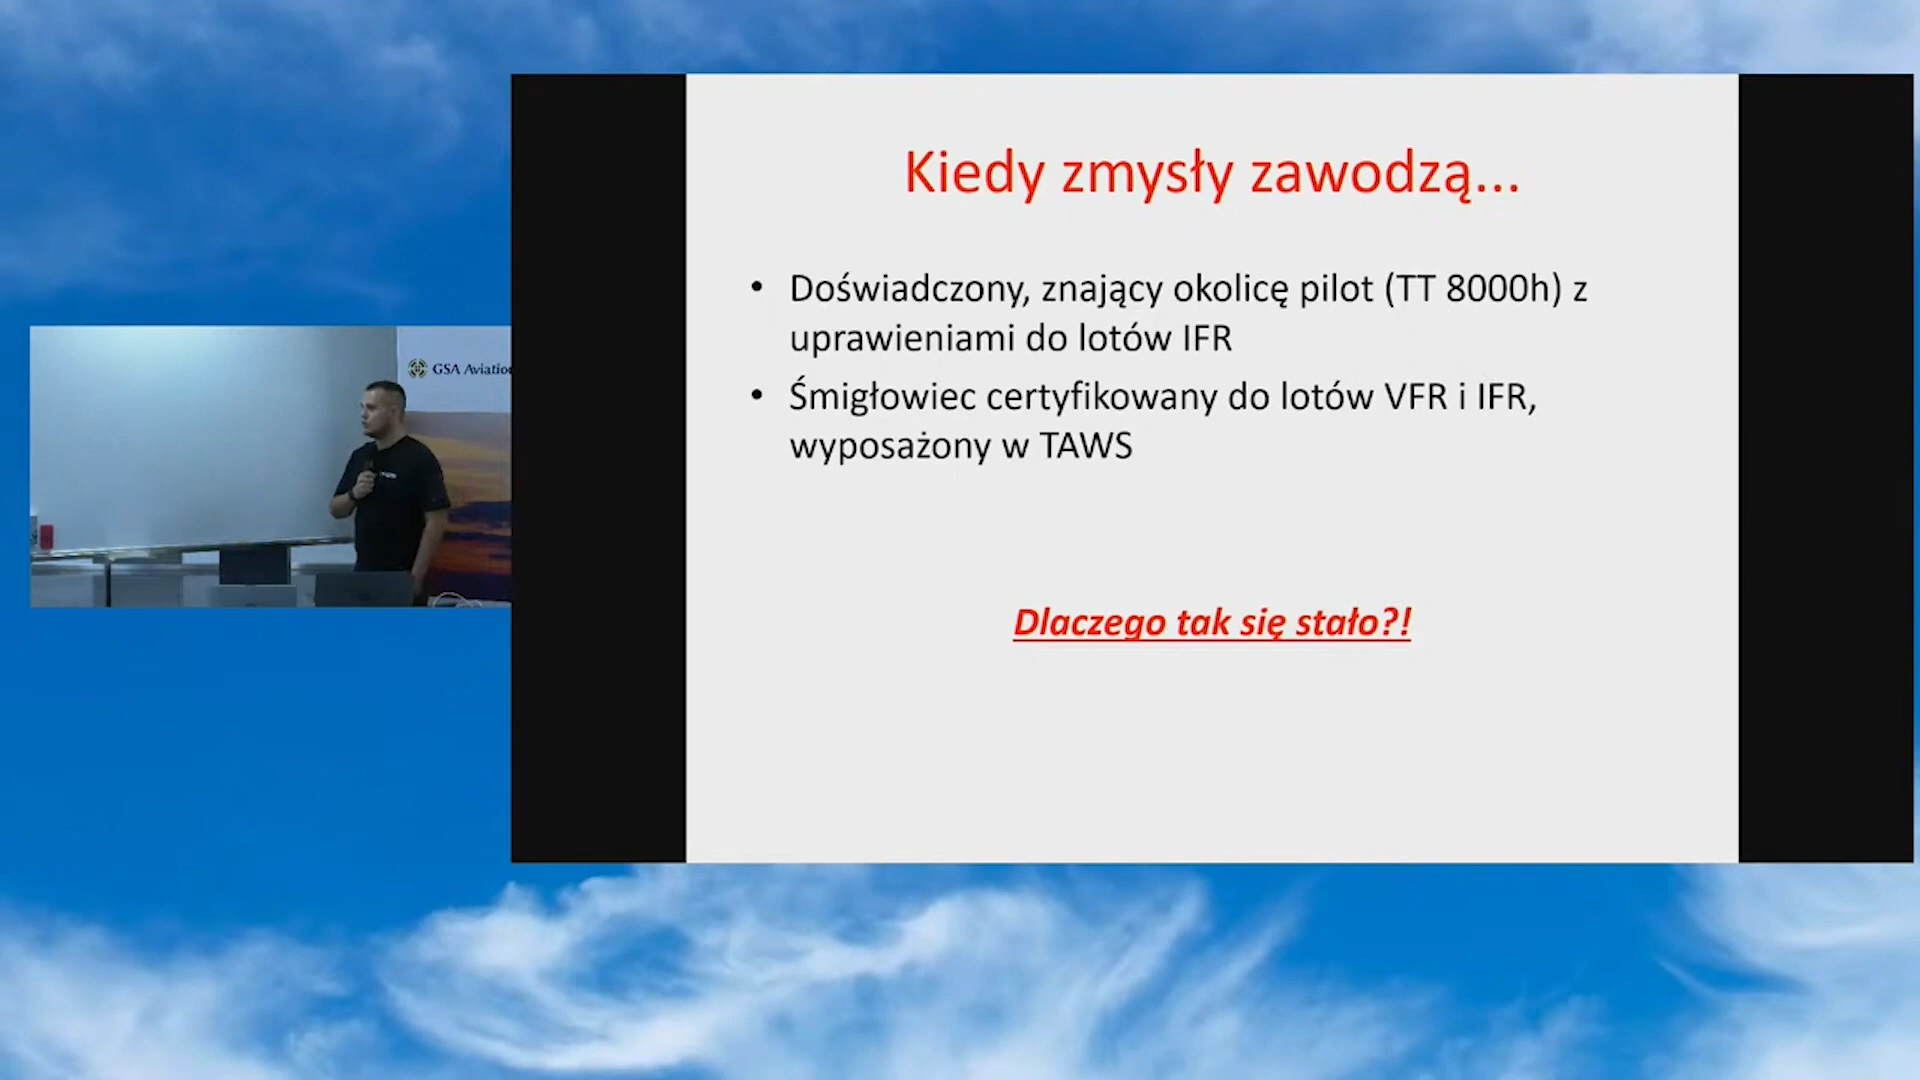 Kiedy zmysły zawodzą...
• Doświadczony, znający okolicę pilot (TT 8000h) z
uprawieniami do lotów IFR
• Śmigłowiec certyfikowany do lotów VFR i IFR,
wyposażony w TAWS
Dlaczego tak się stało?!
GSA Aviation